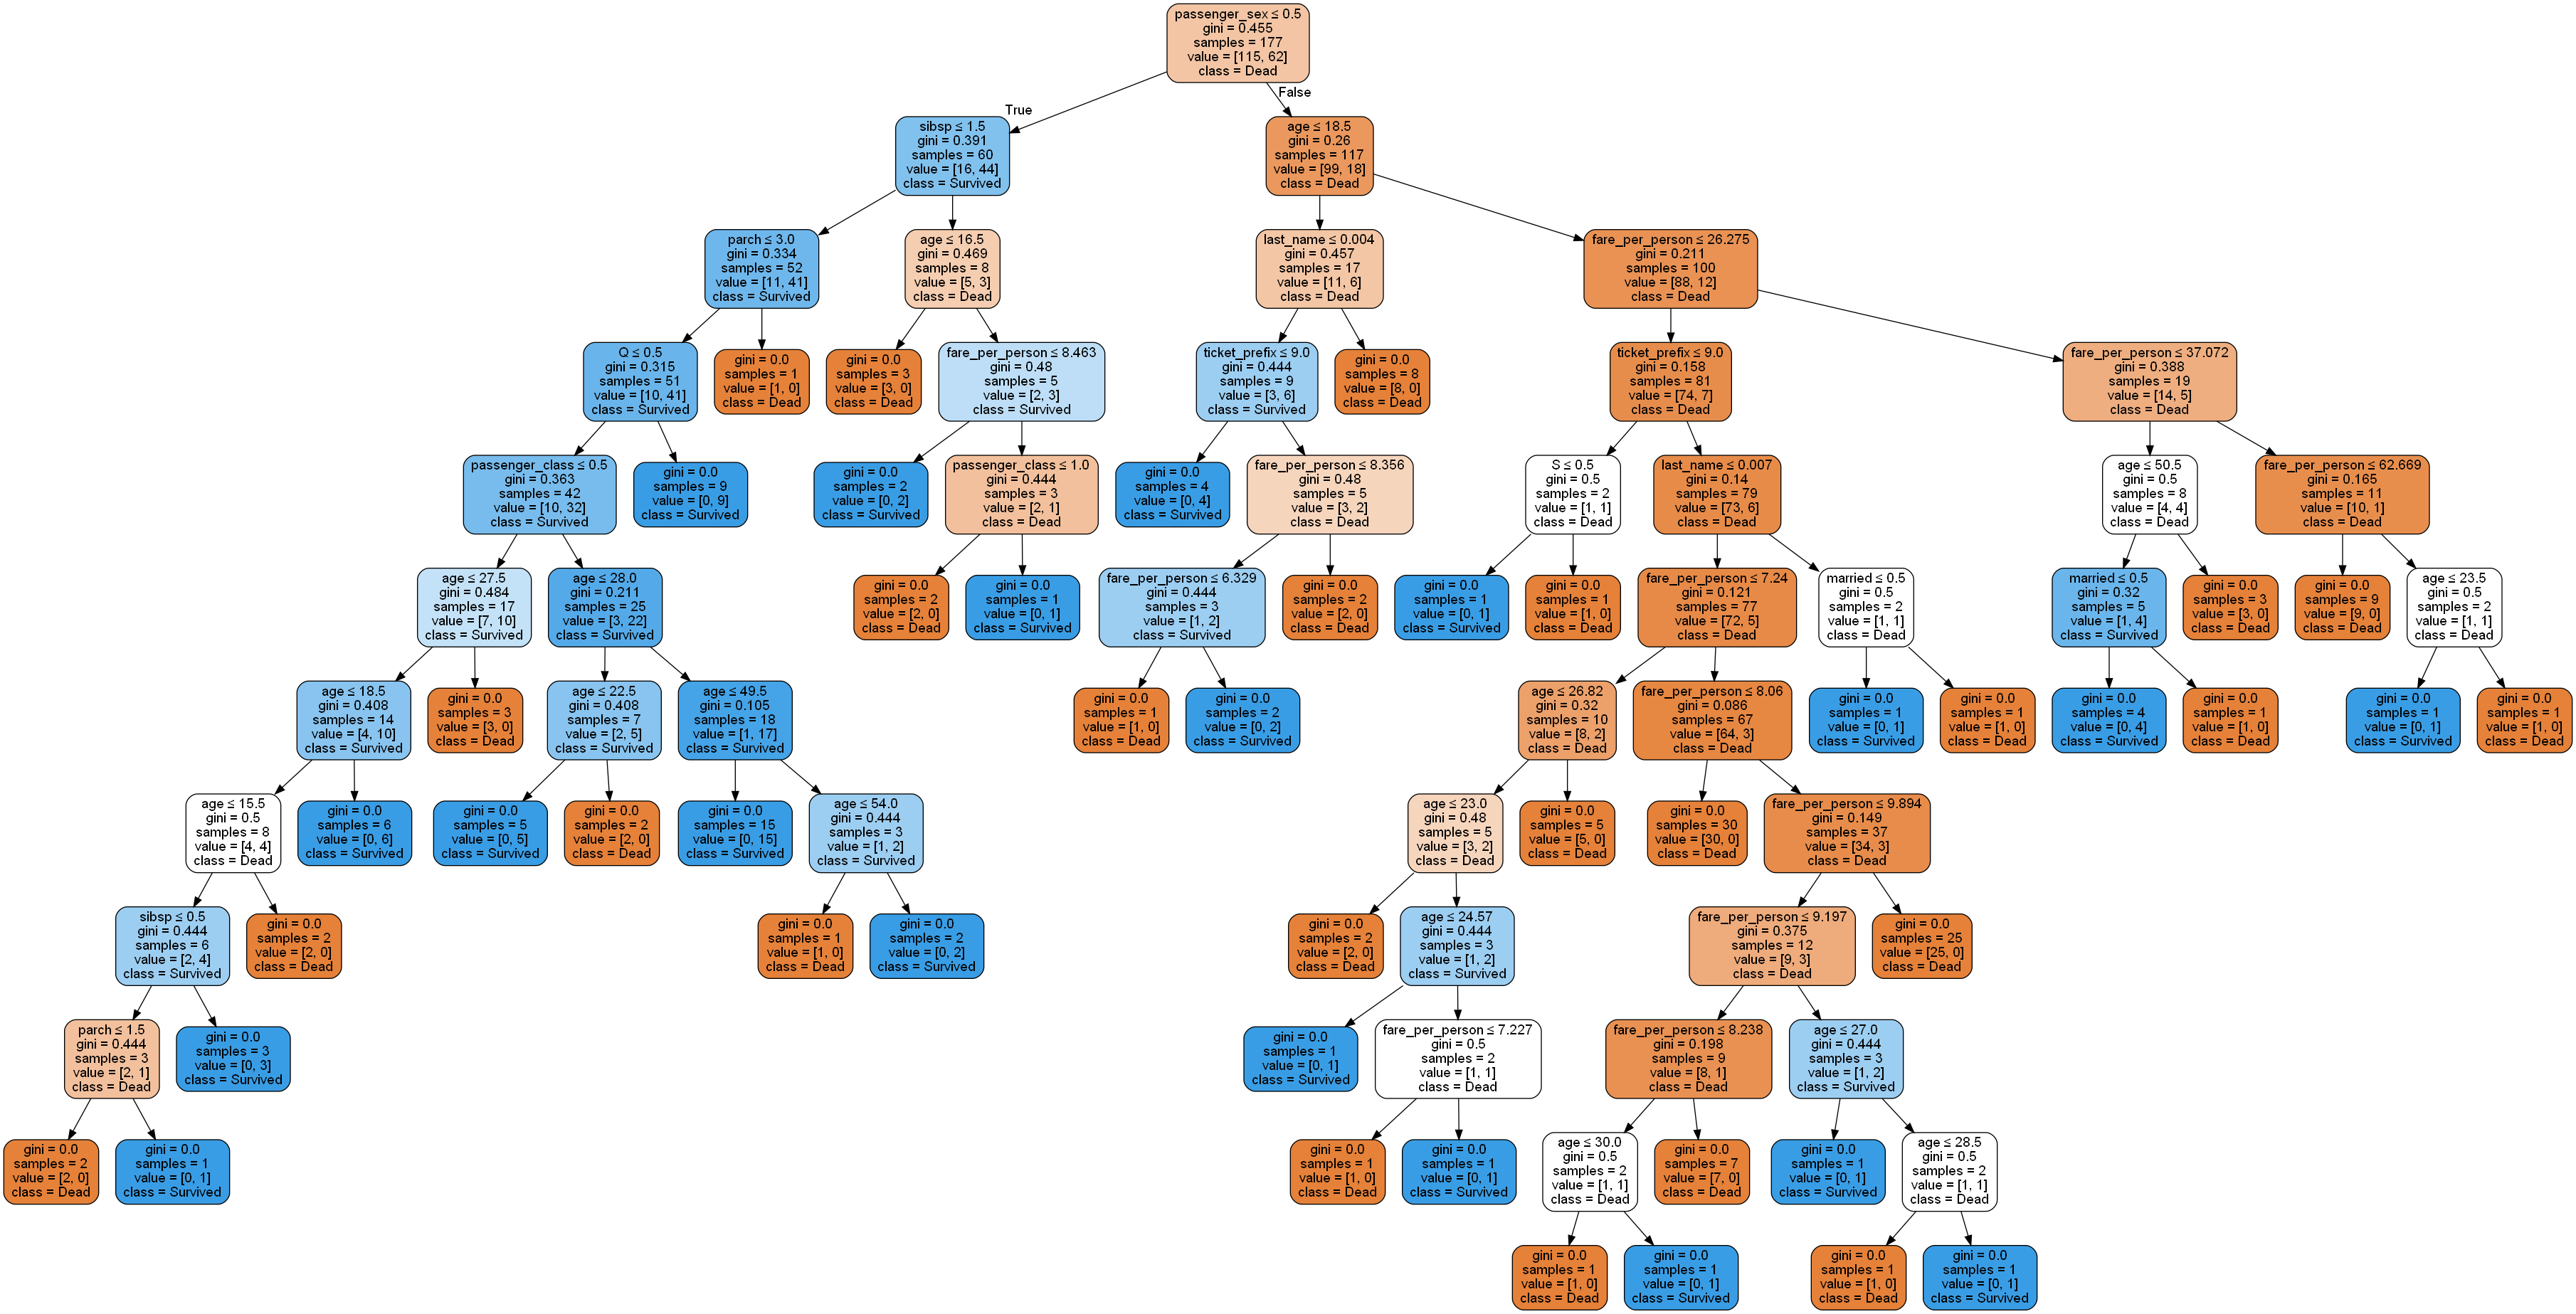 passenger_sex ≤ 0.5
gini = 0.455
samples = 177
value = [115, 62]
class = Dead
True
False
sibsp ≤ 1.5
gini = 0.391
samples = 60
value = [16, 44]
class = Survived
age ≤ 18.5
gini = 0.26
samples = 117
value = [99, 18]
class = Dead
parch ≤ 3.0
gini = 0.334
samples = 52
value = [11, 41]
class = Survived
age ≤ 16.5
gini = 0.469
samples = 8
value = [5, 3]
class = Dead
last_name ≤ 0.004
gini = 0.457
samples = 17
value = [11, 6]
class = Dead
fare_per_person ≤ 26.275
gini = 0.211
samples = 100
value = [88, 12]
class = Dead
Q ≤ 0.5
gini = 0.315
samples = 51
value = [10, 41]
class = Survived
gini = 0.0
samples = 1
value = [1, 0]
class = Dead
gini = 0.0
samples = 3
value = [3, 0]
class = Dead
fare_per_person ≤ 8.463
gini = 0.48
samples = 5
value = [2, 3]
class = Survived
ticket_prefix ≤ 9.0
gini = 0.444
samples = 9
value = [3, 6]
class = Survived
gini = 0.0
samples = 8
value = [8, 0]
class = Dead
ticket_prefix ≤ 9.0
gini = 0.158
samples = 81
value = [74, 7]
class = Dead
fare_per_person ≤ 37.072
gini = 0.388
samples = 19
value = [14, 5]
class = Dead
passenger_class ≤ 0.5
gini = 0.363
samples = 42
value = [10, 32]
class = Survived
gini = 0.0
samples = 9
value = [0, 9]
class = Survived
gini = 0.0
samples = 2
value = [0, 2]
class = Survived
passenger_class ≤ 1.0
gini = 0.444
samples = 3
value = [2, 1]
class = Dead
gini = 0.0
samples = 4
value = [0, 4]
class = Survived
fare_per_person ≤ 8.356
gini = 0.48
samples = 5
value = [3, 2]
class = Dead
S ≤ 0.5
gini = 0.5
samples = 2
value = [1, 1]
class = Dead
last_name ≤ 0.007
gini = 0.14
samples = 79
value = [73, 6]
class = Dead
age ≤ 50.5
gini = 0.5
samples = 8
value = [4, 4]
class = Dead
fare_per_person ≤ 62.669
gini = 0.165
samples = 11
value = [10, 1]
class = Dead
age ≤ 27.5
gini = 0.484
samples = 17
value = [7, 10]
class = Survived
age ≤ 28.0
gini = 0.211
samples = 25
value = [3, 22]
class = Survived
gini = 0.0
samples = 2
value = [2, 0]
class = Dead
gini = 0.0
samples = 1
value = [0, 1]
class = Survived
fare_per_person ≤ 6.329
gini = 0.444
samples = 3
value = [1, 2]
class = Survived
gini = 0.0
samples = 2
value = [2, 0]
class = Dead
gini = 0.0
samples = 1
value = [0, 1]
class = Survived
gini = 0.0
samples = 1
value = [1, 0]
class = Dead
fare_per_person ≤ 7.24
gini = 0.121
samples = 77
value = [72, 5]
class = Dead
married ≤ 0.5
gini = 0.5
samples = 2
value = [1, 1]
class = Dead
married ≤ 0.5
gini = 0.32
samples = 5
value = [1, 4]
class = Survived
gini = 0.0
samples = 3
value = [3, 0]
class = Dead
gini = 0.0
samples = 9
value = [9, 0]
class = Dead
age ≤ 23.5
gini = 0.5
samples = 2
value = [1, 1]
class = Dead
age ≤ 18.5
gini = 0.408
samples = 14
value = [4, 10]
class = Survived
gini = 0.0
samples = 3
value = [3, 0]
class = Dead
age ≤ 22.5
gini = 0.408
samples = 7
value = [2, 5]
class = Survived
age ≤ 49.5
gini = 0.105
samples = 18
value = [1, 17]
class = Survived
gini = 0.0
samples = 1
value = [1, 0]
class = Dead
gini = 0.0
samples = 2
value = [0, 2]
class = Survived
age ≤ 26.82
gini = 0.32
samples = 10
value = [8, 2]
class = Dead
fare_per_person ≤ 8.06
gini = 0.086
samples = 67
value = [64, 3]
class = Dead
gini = 0.0
samples = 1
value = [0, 1]
class = Survived
gini = 0.0
samples = 1
value = [1, 0]
class = Dead
gini = 0.0
samples = 4
value = [0, 4]
class = Survived
gini = 0.0
samples = 1
value = [1, 0]
class = Dead
gini = 0.0
samples = 1
value = [0, 1]
class = Survived
gini = 0.0
samples = 1
value = [1, 0]
class = Dead
age ≤ 15.5
gini = 0.5
samples = 8
value = [4, 4]
class = Dead
gini = 0.0
samples = 6
value = [0, 6]
class = Survived
gini = 0.0
samples = 5
value = [0, 5]
class = Survived
gini = 0.0
samples = 2
value = [2, 0]
class = Dead
gini = 0.0
samples = 15
value = [0, 15]
class = Survived
age ≤ 54.0
gini = 0.444
samples = 3
value = [1, 2]
class = Survived
age ≤ 23.0
gini = 0.48
samples = 5
value = [3, 2]
class = Dead
gini = 0.0
samples = 5
value = [5, 0]
class = Dead
gini = 0.0
samples = 30
value = [30, 0]
class = Dead
fare_per_person ≤ 9.894
gini = 0.149
samples = 37
value = [34, 3]
class = Dead
sibsp ≤ 0.5
gini = 0.444
samples = 6
value = [2, 4]
class = Survived
gini = 0.0
samples = 2
value = [2, 0]
class = Dead
gini = 0.0
samples = 1
value = [1, 0]
class = Dead
gini = 0.0
samples = 2
value = [0, 2]
class = Survived
gini = 0.0
samples = 2
value = [2, 0]
class = Dead
age ≤ 24.57
gini = 0.444
samples = 3
value = [1, 2]
class = Survived
fare_per_person ≤ 9.197
gini = 0.375
samples = 12
value = [9, 3]
class = Dead
gini = 0.0
samples = 25
value = [25, 0]
class = Dead
parch ≤ 1.5
gini = 0.444
samples = 3
value = [2, 1]
class = Dead
gini = 0.0
samples = 3
value = [0, 3]
class = Survived
gini = 0.0
samples = 1
value = [0, 1]
class = Survived
fare_per_person ≤ 7.227
gini = 0.5
samples = 2
value = [1, 1]
class = Dead
fare_per_person ≤ 8.238
gini = 0.198
samples = 9
value = [8, 1]
class = Dead
age ≤ 27.0
gini = 0.444
samples = 3
value = [1, 2]
class = Survived
gini = 0.0
samples = 2
value = [2, 0]
class = Dead
gini = 0.0
samples = 1
value = [0, 1]
class = Survived
gini = 0.0
samples = 1
value = [1, 0]
class = Dead
gini = 0.0
samples = 1
value = [0, 1]
class = Survived
age ≤ 30.0
gini = 0.5
samples = 2
value = [1, 1]
class = Dead
gini = 0.0
samples = 7
value = [7, 0]
class = Dead
gini = 0.0
samples = 1
value = [0, 1]
class = Survived
age ≤ 28.5
gini = 0.5
samples = 2
value = [1, 1]
class = Dead
gini = 0.0
samples = 1
value = [1, 0]
class = Dead
gini = 0.0
samples = 1
value = [0, 1]
class = Survived
gini = 0.0
samples = 1
value = [1, 0]
class = Dead
gini = 0.0
samples = 1
value = [0, 1]
class = Survived